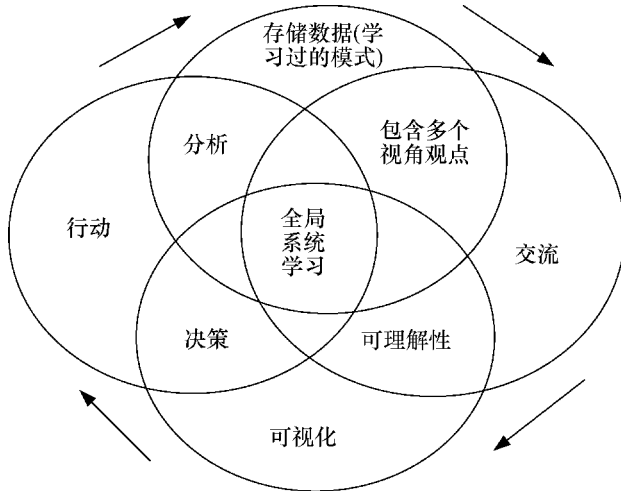 存储数据(学
习过的模式)
分析
包含多个
视角观点
行动
全局
系统
学习
交流
决策
可理解性
可视化